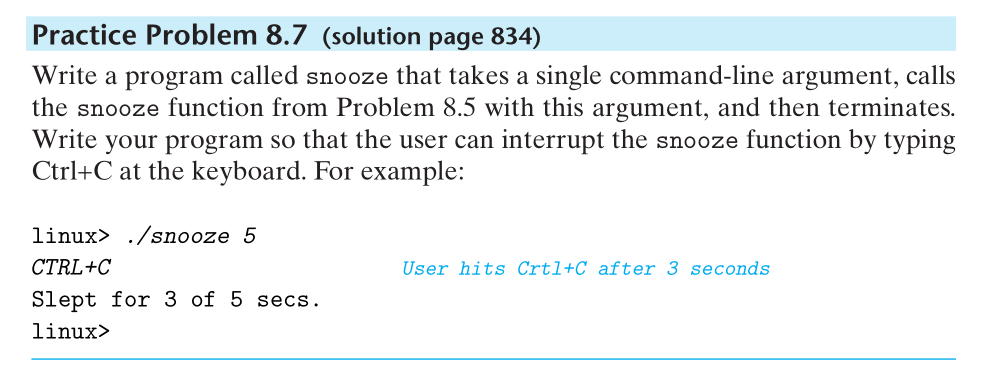 Practice Problem 8.7 (solution page 834)
Write a program called snooze that takes a single command-line argument, calls
the snooze function from Problem 8.5 with this argument, and then terminates.
Write your program so that the user can interrupt the snooze function by typing
Ctrl+C at the keyboard. For example:
linux> ./snooze 5
CTRL+C User hits Crtl+C after 3 seconds
Slept for 3 of 5 secs.
linux>